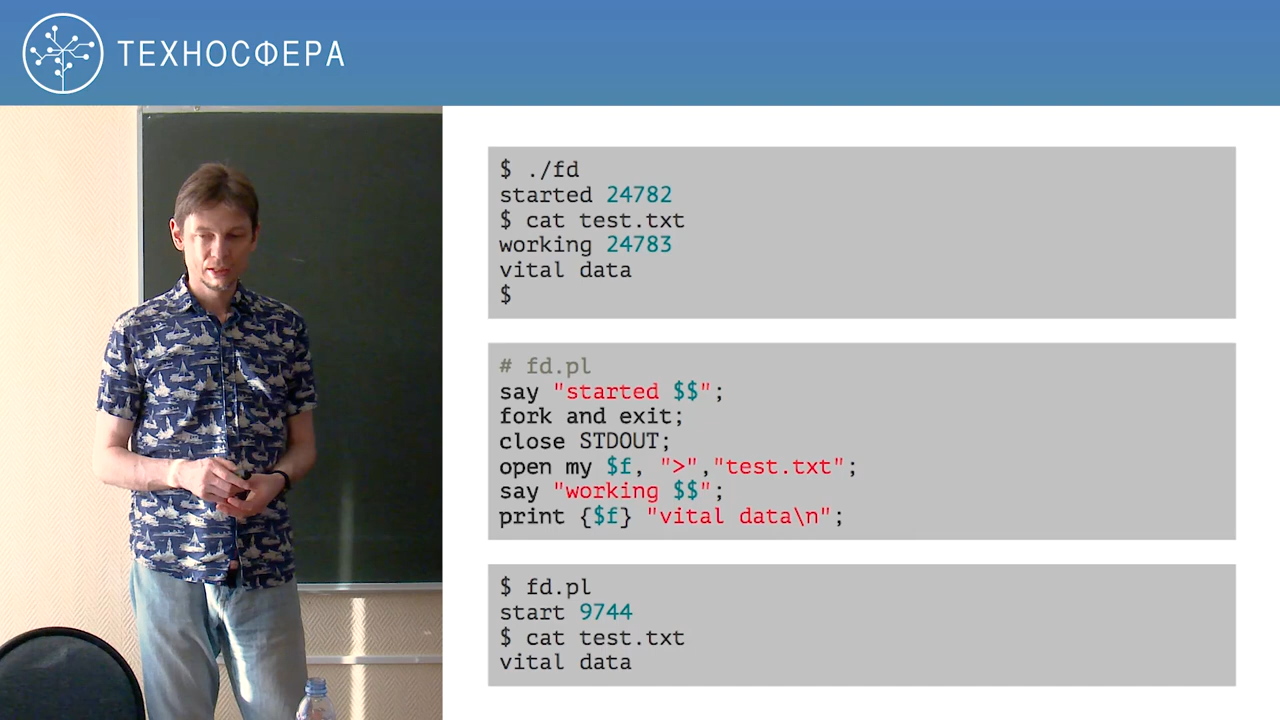 ТЕХНОСФЕРА
$ ./fd
started 24782
$ cat test.txt
working 24783
vital data
$
# fd.pl
say "started $$";
fork and exit;
close STDOUT;
open my $f, ">","test.txt";
say "working $$";
print {$f} "vital data\n";
$ fd.pl
start 9744
$ cat test.txt
vital data